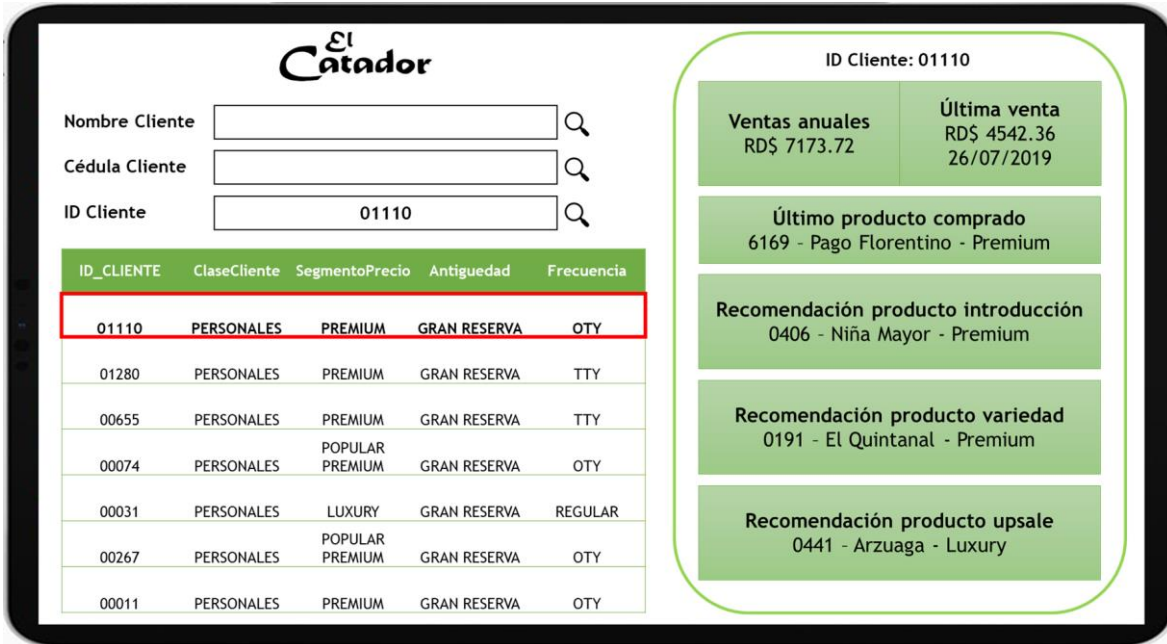 El
Catador
Nombre Cliente
Cédula Cliente
ID Cliente 01110
ID_CLIENTE ClaseCliente SegmentoPrecio Antiguedad Frecuencia
01110 PERSONALES PREMIUM GRAN RESERVA OTY
01280 PERSONALES PREMIUM GRAN RESERVA TTY
00655 PERSONALES PREMIUM GRAN RESERVA TTY
00074 PERSONALES POPULAR PREMIUM GRAN RESERVA OTY
00031 PERSONALES LUXURY GRAN RESERVA REGULAR
00267 PERSONALES POPULAR PREMIUM GRAN RESERVA OTY
00011 PERSONALES PREMIUM GRAN RESERVA OTY
ID Cliente: 01110
Ventas anuales
RD$ 7173.72
Última venta
RD$ 4542.36
26/07/2019
Último producto comprado
6169 – Pago Florentino - Premium
Recomendación producto introducción
0406 – Niña Mayor - Premium
Recomendación producto variedad
0191 – El Quintanal - Premium
Recomendación producto upsale
0441 – Arzuaga - Luxury